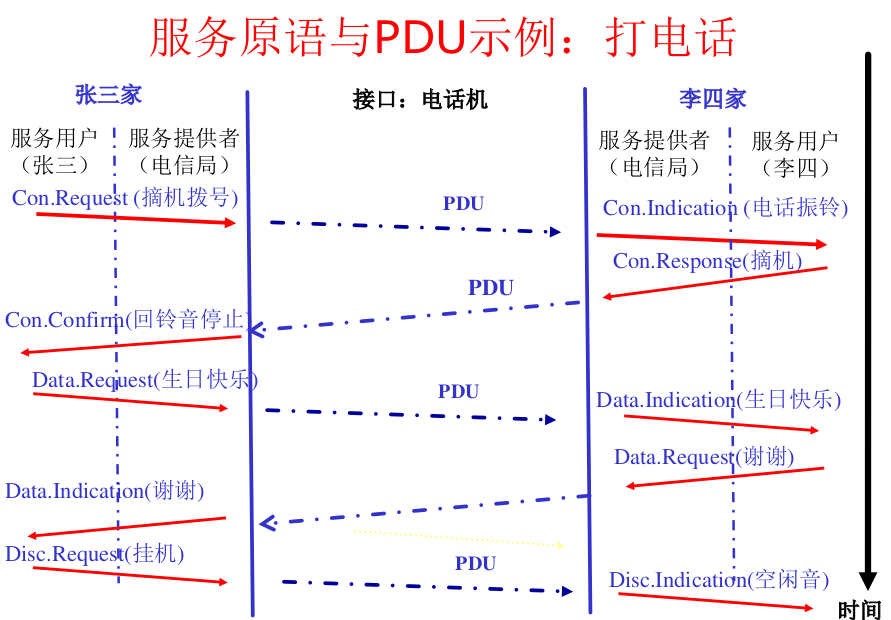 服务原语与PDU示例：打电话
张三家
接口：电话机
李四家
服务用户
（张三）
服务提供者
（电信局）
服务提供者
（电信局）
服务用户
（李四）
Con.Request (摘机拨号)
PDU
Con.Indication (电话振铃)
Con.Response(摘机)
PDU
Con.Confirm(回铃音停止)
Data.Request(生日快乐)
PDU
Data.Indication(生日快乐)
Data.Request(谢谢)
Data.Indication(谢谢)
Disc.Request(挂机)
PDU
Disc.Indication(空闲音)
时间